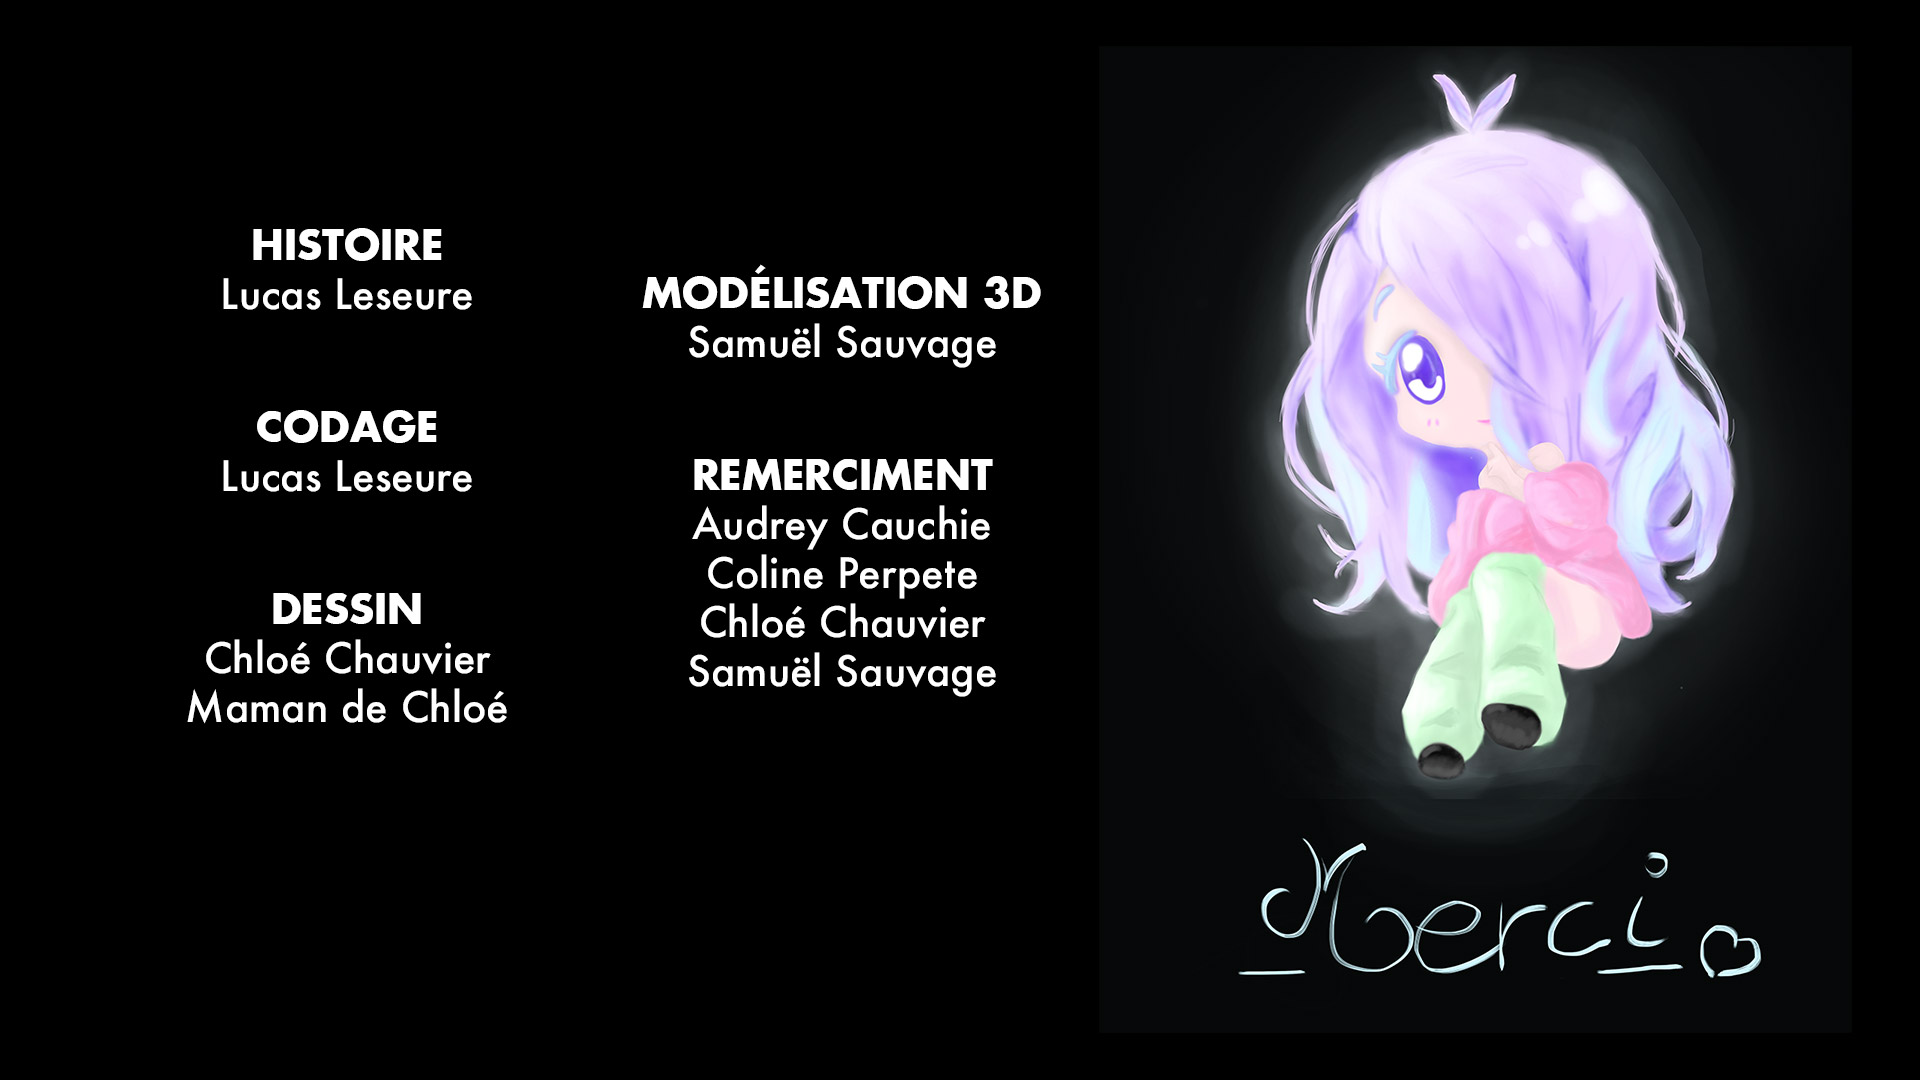 HISTOIRE
Lucas Leseure
CODAGE
Lucas Leseure
DESSIN
Chloé Chauvier
Maman de Chloé
MODÉLISATION 3D
Samuël Sauvage
REMERCIMENT
Audrey Cauchie
Coline Perpete
Chloé Chauvier
Samuël Sauvage
Merci